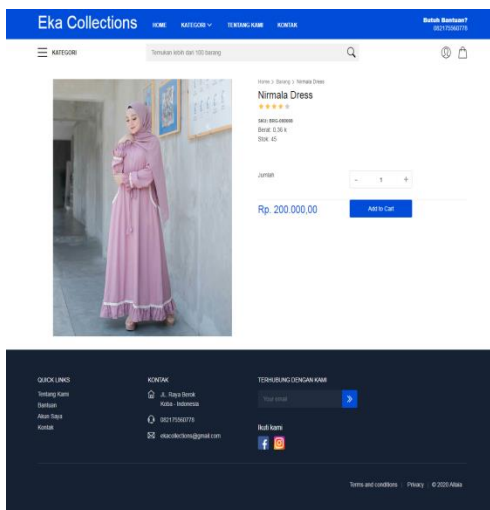 Eka Collections
HOME
KATEGORI
TENTANG KAMI
KONTAK
Butuh Bantuan?
082175560778
KATEGORI
Temukan lebih dari 100 barang
Home > Barang > Nirmala Dress
Nirmala Dress
Berat. 0,36 k
Stok. 45
Jumlah
- 1 +
Rp. 200.000,00
Add to Cart
QUICK LINKS
Tentang Kami
Bantuan
Akun Saya
Kontak
KONTAK
JL. Raya Berok
Koba - Indonesia
082175560778
ekacollections@gmail.com
TERHUBUNG DENGAN KAMI
Your email
Ikuti kami
Terms and conditions
Privacy